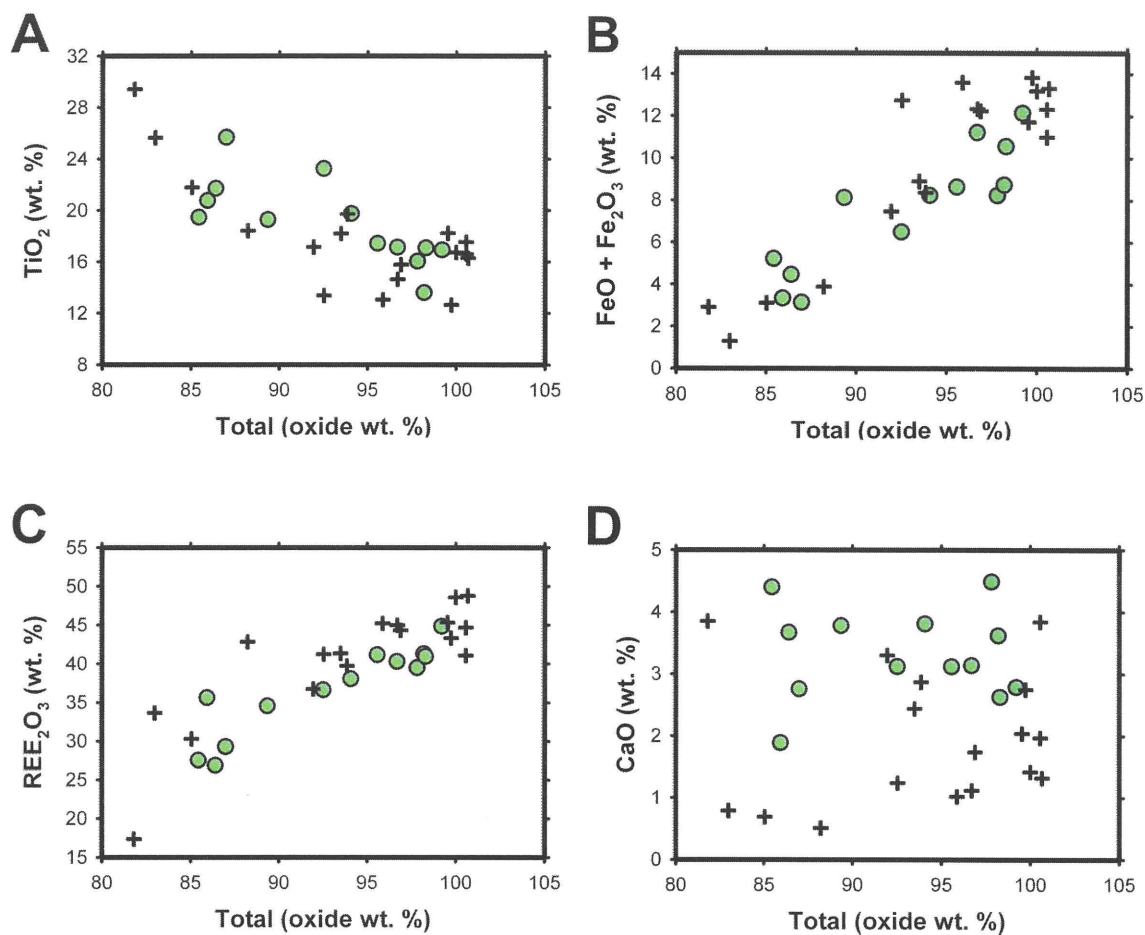 A
TiO₂ (wt. %)
32
28
24
20
16
12
8
80 85 90 95 100 105
Total (oxide wt. %)
B
FeO + Fe₂O₃ (wt. %)
14
12
10
8
6
4
2
0
80 85 90 95 100 105
Total (oxide wt. %)
C
REE₂O₃ (wt. %)
55
50
45
40
35
30
25
20
15
80 85 90 95 100 105
Total (oxide wt. %)
D
CaO (wt. %)
5
4
3
2
1
0
80 85 90 95 100 105
Total (oxide wt. %)